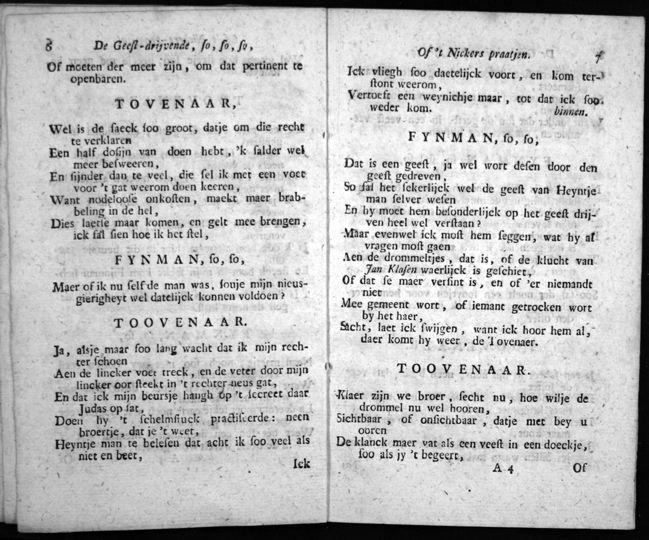 8 De Geest-drijvende, so, so, so,
Of moeten der meer zijn, om dat pertinent te
openbaren.
TOVENAAR,
Wel is de saeck soo groot, datje om die recht
te verklaren
Een half dosijn van doen hebt, 'k salder wel
meer besweeren,
En sijnder dan te veel, die sel ik met een voet
voor 't gat weerom doen keeren,
Want nodeloose onkosten, maekt maer brab-
beling in de hel,
Dies laetse maar komen, en gelt mee brengen,
ick sal sien hoe ik het stel,
FYNMAN, so, so,
Maer of ik nu self de man was, souje mijn nieus-
gierigheyt wel datelijck konnen voldoen?
TOOVENAAR.
Ja, alsje maar soo lang wacht dat ik mijn rech-
ter schoen
Aen de lincker voet treck, en de veter door mijn
lincker oor steekt in 't rechter neus gat,
En dat ick mijn beursje hangh op 't secreet daar
Judas op sat,
Doen hy 't schelmstuck practiseerde: neen
broertje, dat je 't weet,
Heyntje man te belesen dat acht ik soo veel als
niet en beet,
Ick
Of 't Nickers praatjen.
Ick vliegh soo daetelijck voort, en kom ter-
stont weerom,
Vertoeft een weynichje maar, tot dat ick soo
weder kom. binnen.
FYNMAN, so, so,
Dat is een geest, ja wel wort desen door den
geest gedreven,
So sal het sekerlijck wel de geest van Heyntje
man selver wesen
En hy moet hem besonderlijck op het geest drij-
ven heel wel verstaan?
Maar evenwel ick most hem seggen, wat hy al
vragen most gaen
Aen de drommeltjes, dat is, of de klucht van
Jan Klasen waerlijck is geschiet,
Of dat se maer versint is, en of 'er niemandt
niet
Mee gemeent wort, of iemant getrocken wort
by het haer,
Sacht, laet ick swijgen, want ick hoor hem al,
daer komt hy weer, de Tovenaer.
TOOVENAAR.
Klaer zijn we broer, secht nu, hoe wilje de
drommel nu wel hooren,
Sichtbaar, of onsichtbaar, datje met bey u
ooren
De klanck maer vat als een veest in een doeckje,
soo als jy 't begeert,
A 4 Of